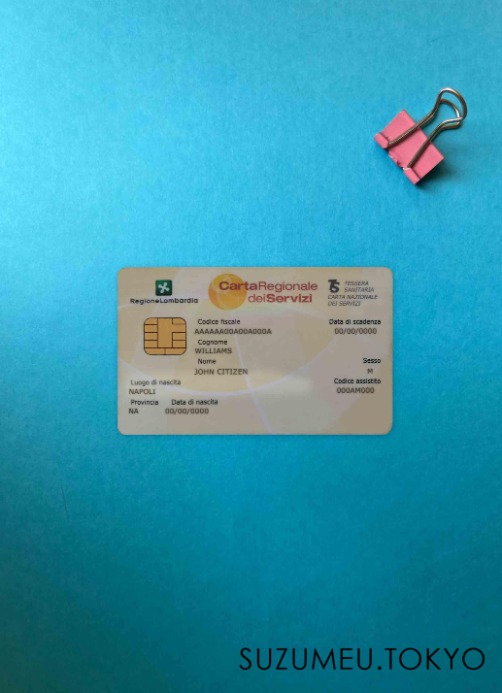 RegioneLombardia
CartaRegionale
deiServizi
TS TESSERA
SANITARIA
CARTA NAZIONALE
DEI SERVIZI
Codice fiscale
AAAAAA00A00A000A
Data di scadenza
00/00/0000
Cognome
WILLIAMS
Nome
JOHN CITIZEN
Sesso
M
Luogo di nascita
NAPOLI
Codice assistito
000AM000
Provincia Data di nascita
NA 00/00/0000
SUZUMEU.TOKYO